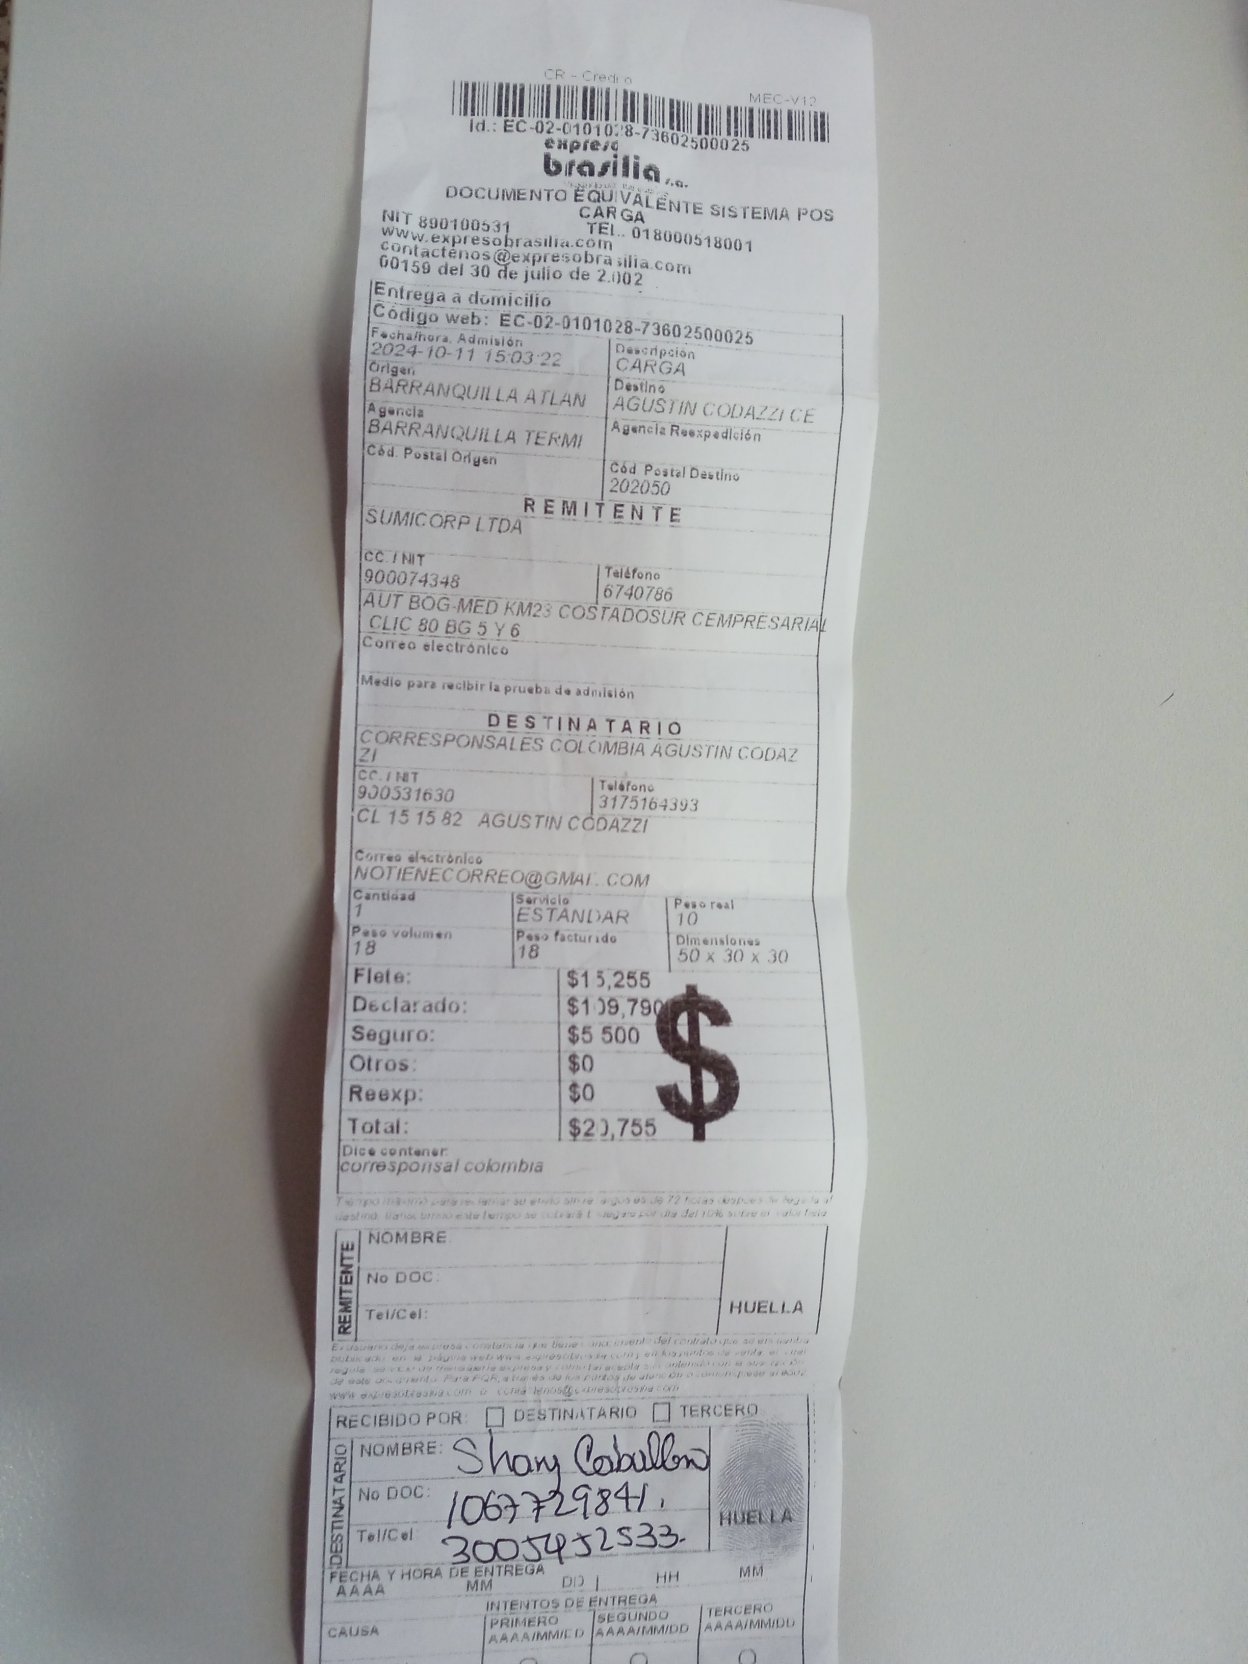 CR - Credito
MEC-V12
Id.: EC-02-0101028-73602500025
expreso
brasilia s.a.
DOCUMENTO EQUIVALENTE SISTEMA POS
CARGA
NIT 890100531 TEL.. 018000518001
www.expresobrasilia.com
contactenos@expresobrasilia.com
00159 del 30 de julio de 2.002
Entrega a domicilio
Código web: EC-02-0101028-73602500025
Fecha/hora. Admisión
2024-10-11 15:03:22
Descripción
CARGA
Origen
BARRANQUILLA ATLAN
Destino
AGUSTIN CODAZZI CE
Agencia
BARRANQUILLA TERMI
Agencia Reexpedición
Cód. Postal Origen
Cód. Postal Destino
202050
REMITENTE
SUMICORP LTDA
CC. / NIT
900074348
Teléfono
6740786
AUT BOG-MED KM23 COSTADOSUR CEMPRESARIAL
CLIC 80 BG 5 Y 6
Correo electrónico
Medio para recibir la prueba de admisión
DESTINATARIO
CORRESPONSALES COLOMBIA AGUSTIN CODAZ
ZI
CC. / NIT
900531630
Teléfono
3175164393
CL 15 15 82 AGUSTIN CODAZZI
Correo electrónico
NOTIENECORREO@GMAIL.COM
Cantidad
1
Servicio
ESTANDAR
Peso real
10
Peso volumen
18
Peso facturado
18
Dimensiones
50 x 30 x 30
Flete: $15,255
Declarado: $109,790
Seguro: $5,500
Otros: $0
Reexp: $0
Total: $20,755
$
Dice contener:
corresponsal colombia
REMITENTE
NOMBRE:
No DOC:
Tel/Cel:
HUELLA
RECIBIDO POR: DESTINATARIO TERCERO
DESTINATARIO
NOMBRE: Shary Caballero
No DOC: 1067729841.
Tel/Cel 3005452533-
HUELLA
FECHA Y HORA DE ENTREGA
AAAA MM DD HH MM
INTENTOS DE ENTREGA
CAUSA
PRIMERO
AAAA/MM/DD
SEGUNDO
AAAA/MM/DD
TERCERO
AAAA/MM/DD